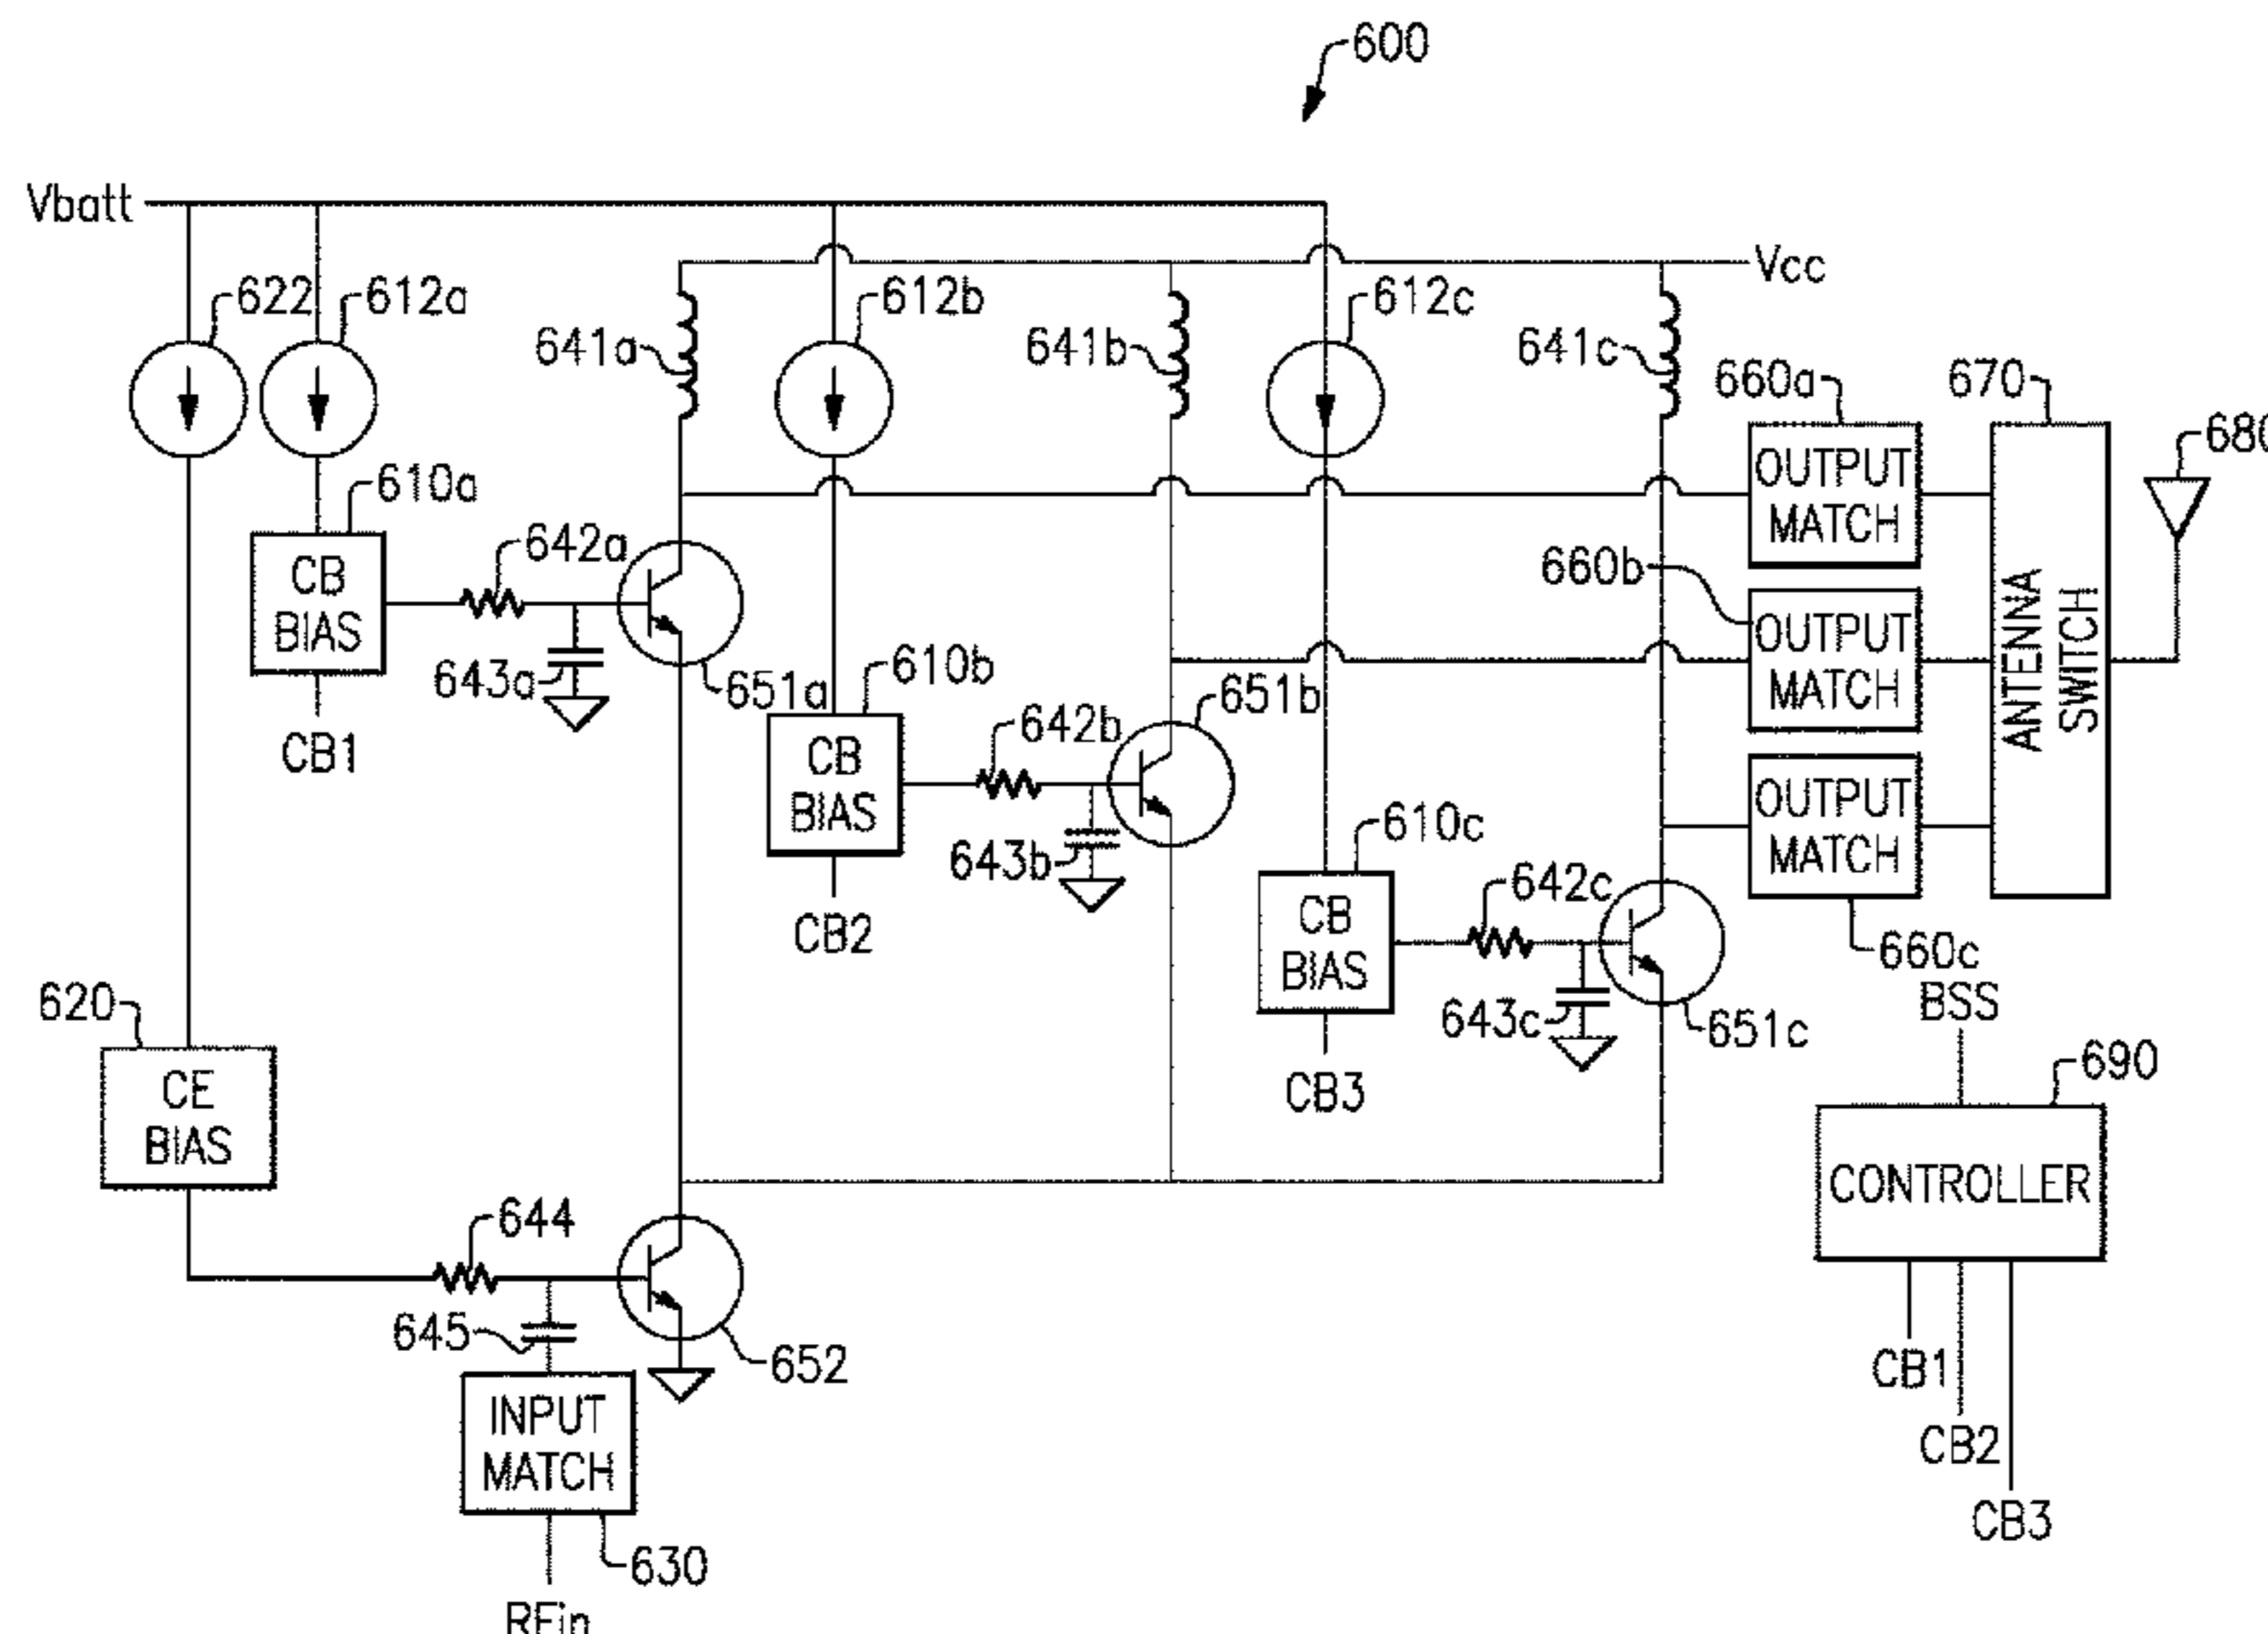 600
Vbatt
Vcc
622
612a
612b
612c
641a
641b
641c
660a
670
680
OUTPUT
MATCH
610a
CB
BIAS
642a
643a
651a
CB1
660b
OUTPUT
MATCH
ANTENNA
SWITCH
610b
CB
BIAS
642b
643b
651b
CB2
OUTPUT
MATCH
660c
610c
CB
BIAS
642c
643c
651c
CB3
BSS
690
CONTROLLER
CB1
CB2
CB3
620
CE
BIAS
644
645
652
INPUT
MATCH
630
RFin